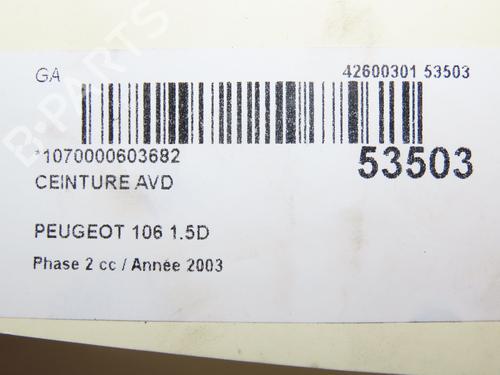 GA
42600301 53503
*1070000603682
53503
CEINTURE AVD
PEUGEOT 106 1.5D
Phase 2 cc / Année 2003
B-PARTS